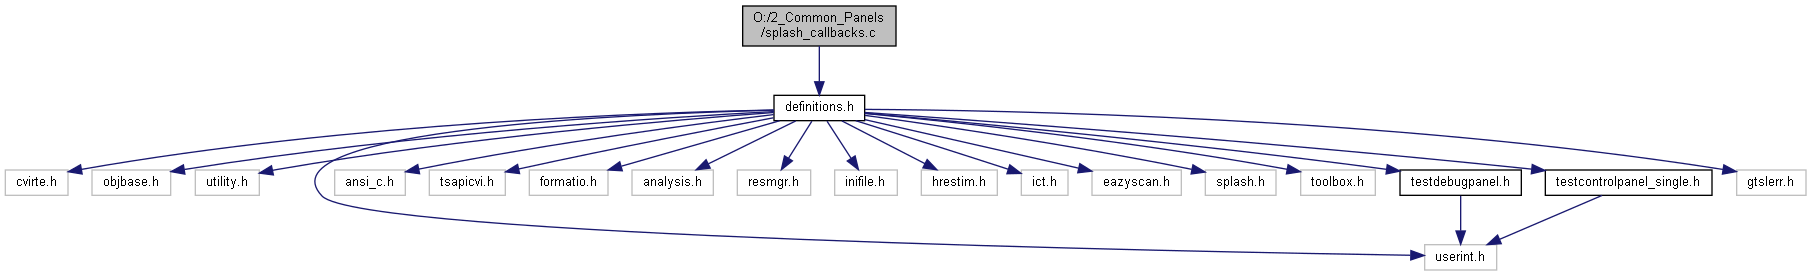 O:/2_Common_Panels
/splash_callbacks.c
definitions.h
cvirte.h
objbase.h
utility.h
ansi_c.h
tsapicvi.h
formatio.h
analysis.h
resmgr.h
inifile.h
hrestim.h
ict.h
eazyscan.h
splash.h
toolbox.h
testdebugpanel.h
testcontrolpanel_single.h
gtslerr.h
userint.h